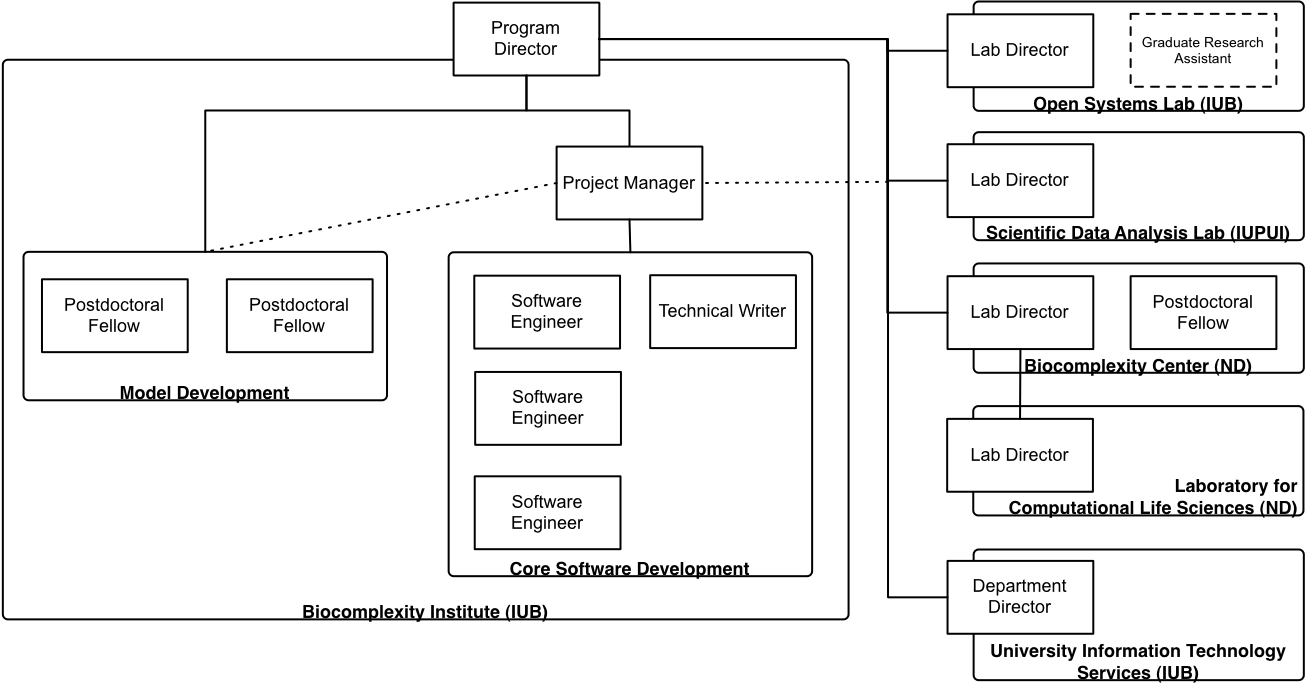 Program
Director
Project Manager
Postdoctoral
Fellow
Postdoctoral
Fellow
Model Development
Software
Engineer
Technical Writer
Software
Engineer
Software
Engineer
Core Software Development
Biocomplexity Institute (IUB)
Lab Director
Graduate Research
Assistant
Open Systems Lab (IUB)
Lab Director
Scientific Data Analysis Lab (IUPUI)
Lab Director
Postdoctoral
Fellow
Biocomplexity Center (ND)
Lab Director
Laboratory for
Computational Life Sciences (ND)
Department
Director
University Information Technology
Services (IUB)